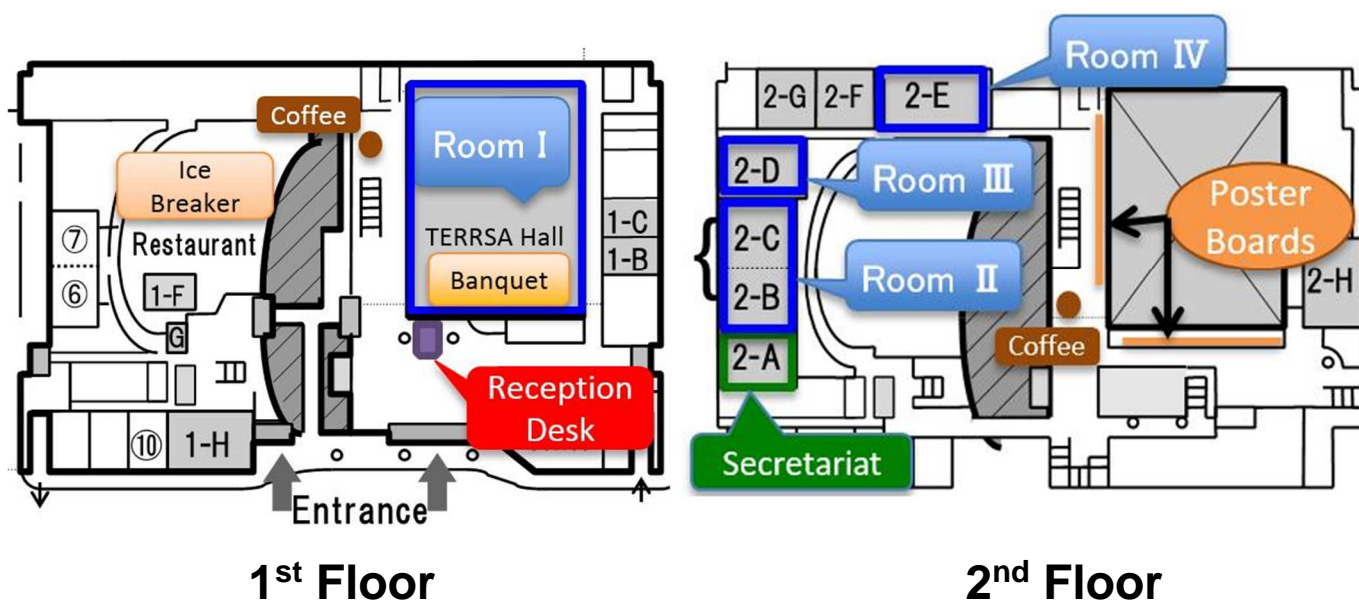 Coffee
Room Ⅰ
Ice
Breaker
Restaurant
TERRSA Hall
Banquet
1-C
1-B
⑦
⑥
1-F
G
Reception
Desk
⑩
1-H
Entrance
1st Floor
Room Ⅳ
2-G
2-F
2-E
2-D
Room Ⅲ
2-C
2-B
Room Ⅱ
Poster
Boards
2-H
Coffee
2-A
Secretariat
2nd Floor